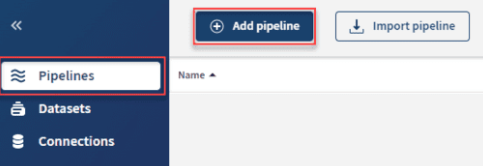 «
Add pipeline
Import pipeline
Pipelines
Name
Datasets
Connections